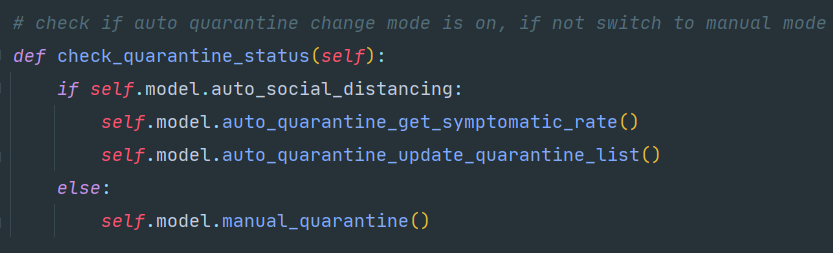 # check if auto quarantine change mode is on, if not switch to manual mode
def check_quarantine_status(self):
    if self.model.auto_social_distancing:
        self.model.auto_quarantine_get_symptomatic_rate()
        self.model.auto_quarantine_update_quarantine_list()
    else:
        self.model.manual_quarantine()